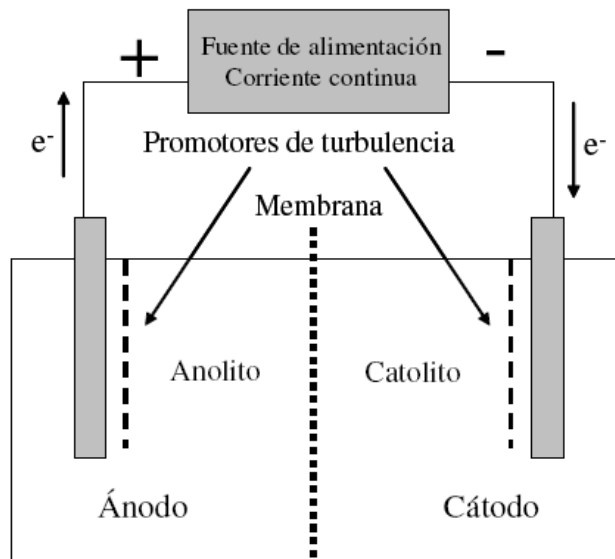 Fuente de alimentación
Corriente continua
+
-
e-
e-
Promotores de turbulencia
Membrana
Anolito
Catolito
Ánodo
Cátodo